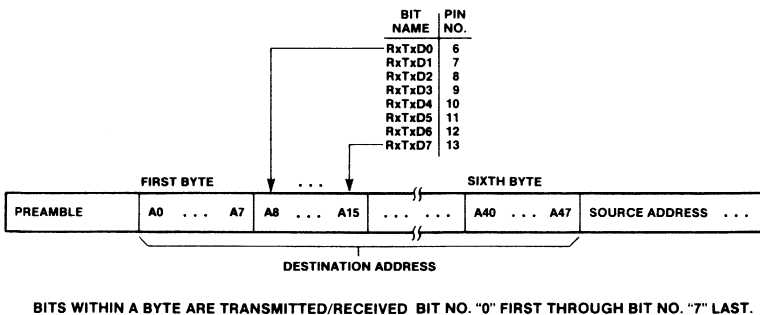 BIT PIN
NAME NO.
RxTxD0 6
RxTxD1 7
RxTxD2 8
RxTxD3 9
RxTxD4 10
RxTxD5 11
RxTxD6 12
RxTxD7 13
FIRST BYTE ... SIXTH BYTE
PREAMBLE A0 ... A7 A8 ... A15 ... ... A40 ... A47 SOURCE ADDRESS ...
DESTINATION ADDRESS
BITS WITHIN A BYTE ARE TRANSMITTED/RECEIVED BIT NO. “0” FIRST THROUGH BIT NO. “7” LAST.